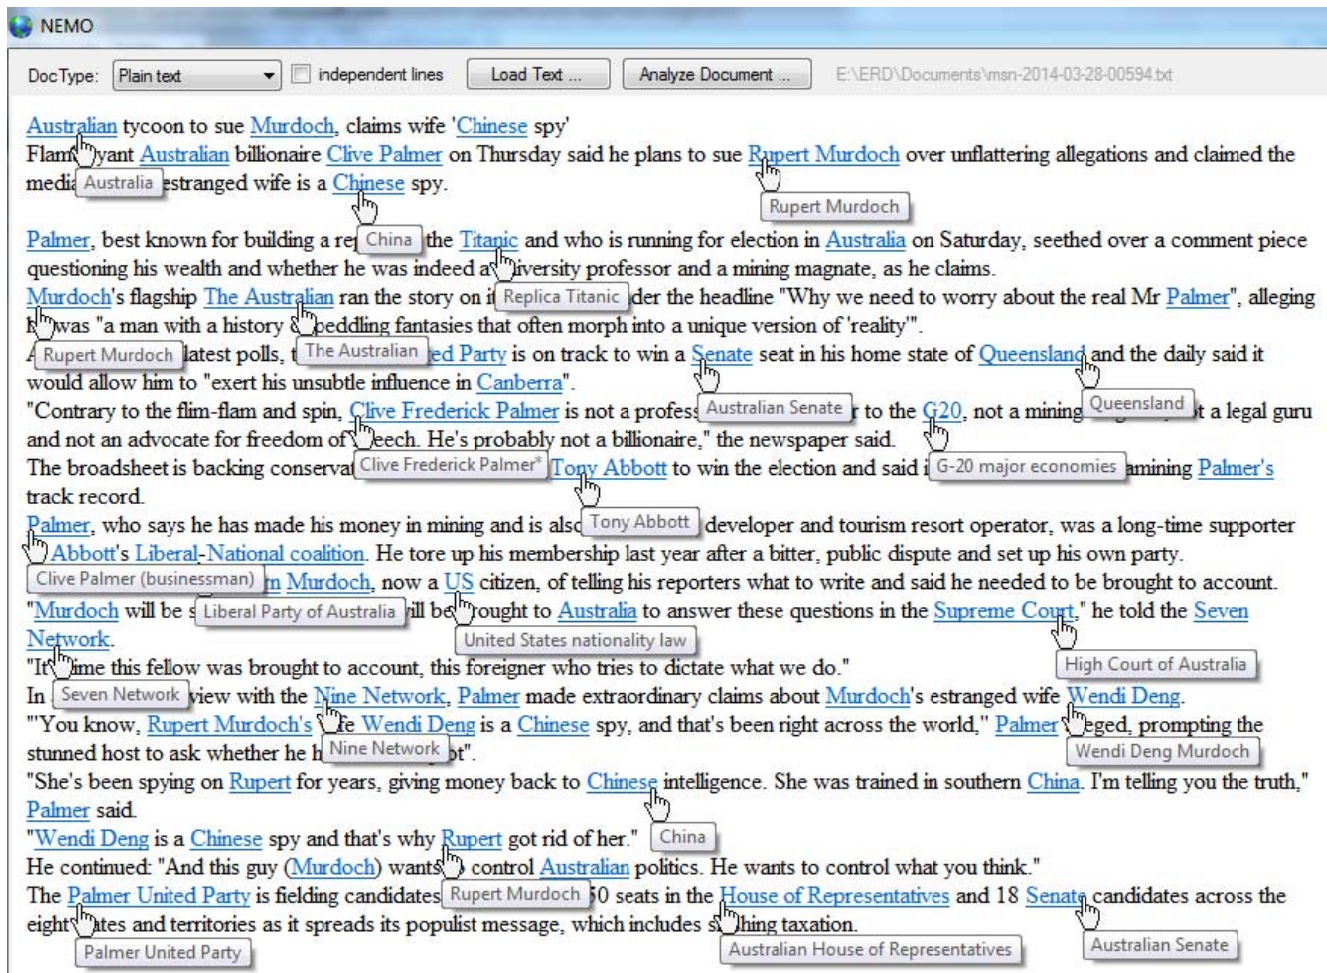 NEMO
DocType: Plain text independent lines Load Text ... Analyze Document ... E:\ERD\Documents\msn-2014-03-28-00594.txt
Australian tycoon to sue Murdoch, claims wife 'Chinese spy'
Flam yant Australian billionaire Clive Palmer on Thursday said he plans to sue Rupert Murdoch over unflattering allegations and claimed the
media Australia estranged wife is a Chinese spy.
Rupert Murdoch
Palmer, best known for building a rep China the Titanic and who is running for election in Australia on Saturday, seethed over a comment piece
questioning his wealth and whether he was indeed a university professor and a mining magnate, as he claims.
Murdoch's flagship The Australian ran the story on it Replica Titanic der the headline "Why we need to worry about the real Mr Palmer", alleging
he was "a man with a history of peddling fantasies that often morph into a unique version of 'reality'".
A Rupert Murdoch latest polls, t The Australian ed Party is on track to win a Senate seat in his home state of Queensland and the daily said it
would allow him to "exert his unsubtle influence in Canberra".
Australian Senate Queensland
"Contrary to the flim-flam and spin, Clive Frederick Palmer is not a profess r to the G20, not a mining t a legal guru
and not an advocate for freedom of speech. He's probably not a billionaire," the newspaper said.
The broadsheet is backing conservat Clive Frederick Palmer* Tony Abbott to win the election and said i G-20 major economies amining Palmer's
track record.
Palmer, who says he has made his money in mining and is also Tony Abbott developer and tourism resort operator, was a long-time supporter
Abbott's Liberal-National coalition. He tore up his membership last year after a bitter, public dispute and set up his own party.
Clive Palmer (businessman) n Murdoch, now a US citizen, of telling his reporters what to write and said he needed to be brought to account.
"Murdoch will be s Liberal Party of Australia ill be brought to Australia to answer these questions in the Supreme Court," he told the Seven
Network.
United States nationality law
"It time this fellow was brought to account, this foreigner who tries to dictate what we do."
High Court of Australia
In Seven Network view with the Nine Network, Palmer made extraordinary claims about Murdoch's estranged wife Wendi Deng.
"'You know, Rupert Murdoch's wife Wendi Deng is a Chinese spy, and that's been right across the world," Palmer alleged, prompting the
stunned host to ask whether he h Nine Network ot".
Wendi Deng Murdoch
"She's been spying on Rupert for years, giving money back to Chinese intelligence. She was trained in southern China. I'm telling you the truth,"
Palmer said.
"Wendi Deng is a Chinese spy and that's why Rupert got rid of her." China
He continued: "And this guy (Murdoch) wants to control Australian politics. He wants to control what you think."
The Palmer United Party is fielding candidates Rupert Murdoch 50 seats in the House of Representatives and 18 Senate candidates across the
eight states and territories as it spreads its populist message, which includes slashing taxation.
Palmer United Party Australian House of Representatives Australian Senate